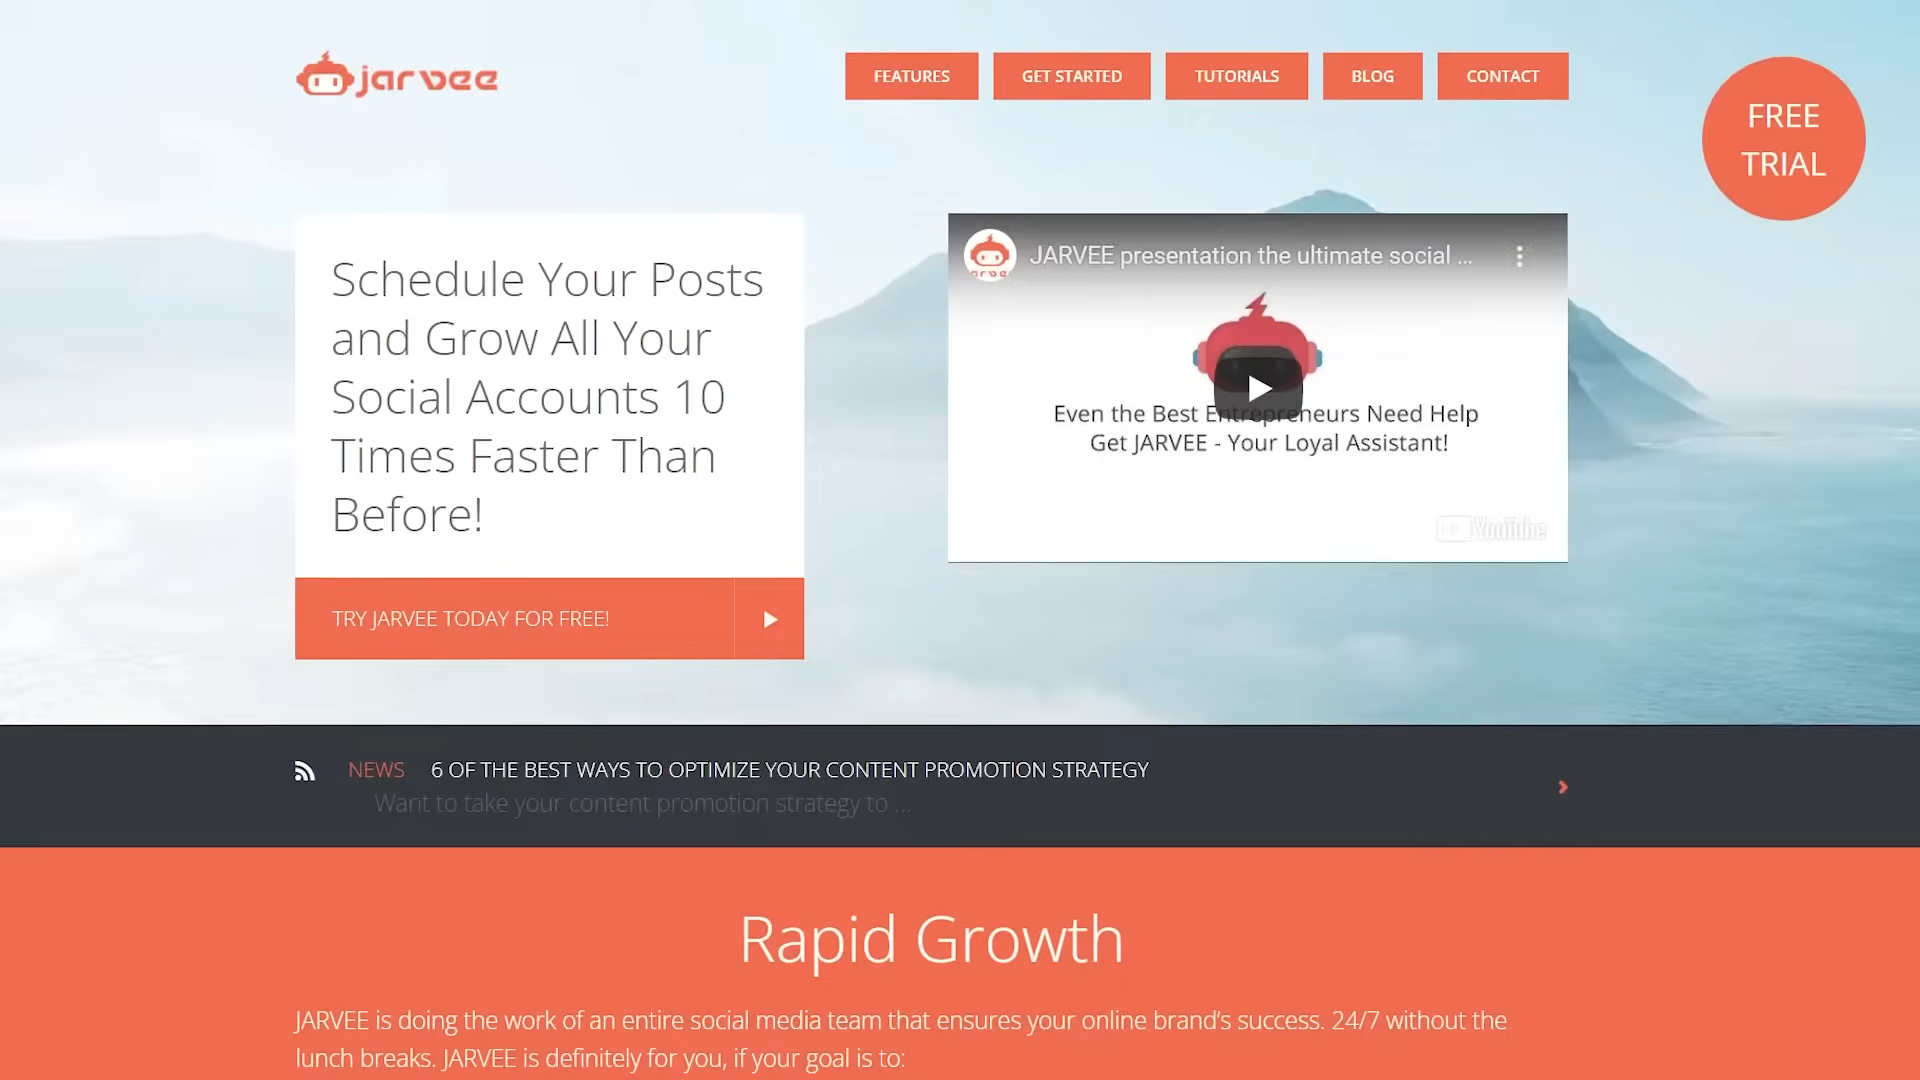 jarvee
FEATURES
GET STARTED
TUTORIALS
BLOG
CONTACT
FREE
TRIAL
Schedule Your Posts
and Grow All Your
Social Accounts 10
Times Faster Than
Before!
TRY JARVEE TODAY FOR FREE!
jarvee
JARVEE presentation the ultimate social ...
Even the Best Entrepreneurs Need Help
Get JARVEE - Your Loyal Assistant!
YouTube
NEWS 6 OF THE BEST WAYS TO OPTIMIZE YOUR CONTENT PROMOTION STRATEGY
Want to take your content promotion strategy to ...
Rapid Growth
JARVEE is doing the work of an entire social media team that ensures your online brand's success. 24/7 without the
lunch breaks. JARVEE is definitely for you, if your goal is to: